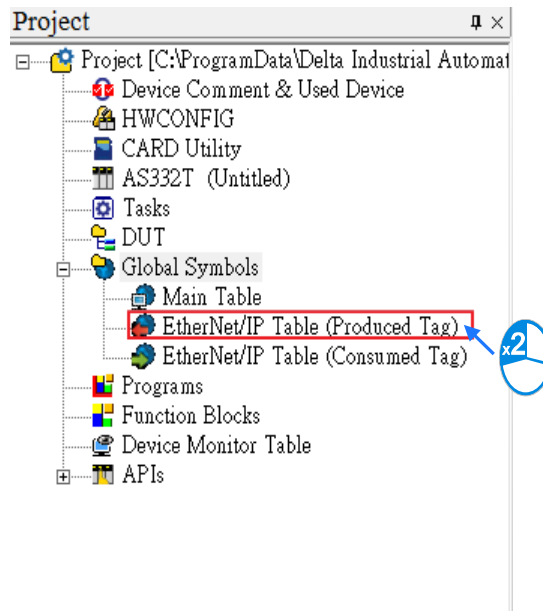 Project
Project [C:\ProgramData\Delta Industrial Automat
Device Comment & Used Device
HWCONFIG
CARD Utility
AS332T (Untitled)
Tasks
DUT
Global Symbols
Main Table
EtherNet/IP Table (Produced Tag)
x2
EtherNet/IP Table (Consumed Tag)
Programs
Function Blocks
Device Monitor Table
APIs